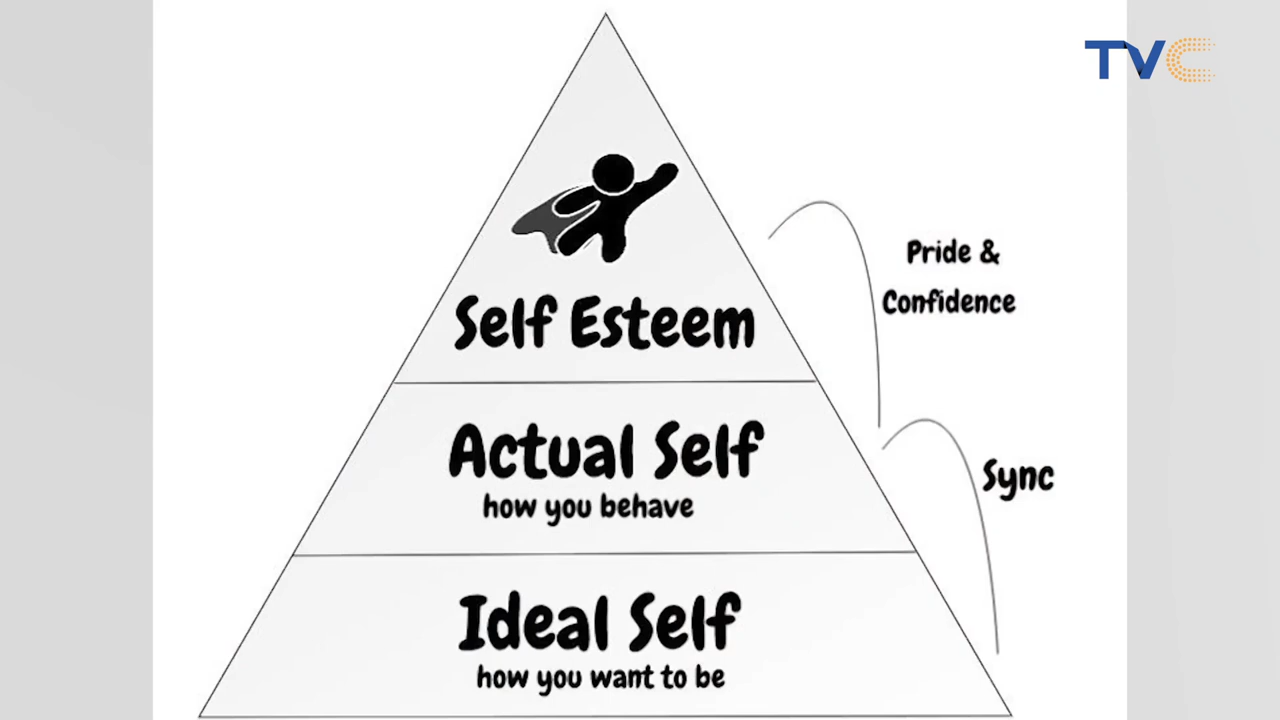 TVC
Self Esteem
Pride &
Confidence
Actual Self
how you behave
Sync
Ideal Self
how you want to be